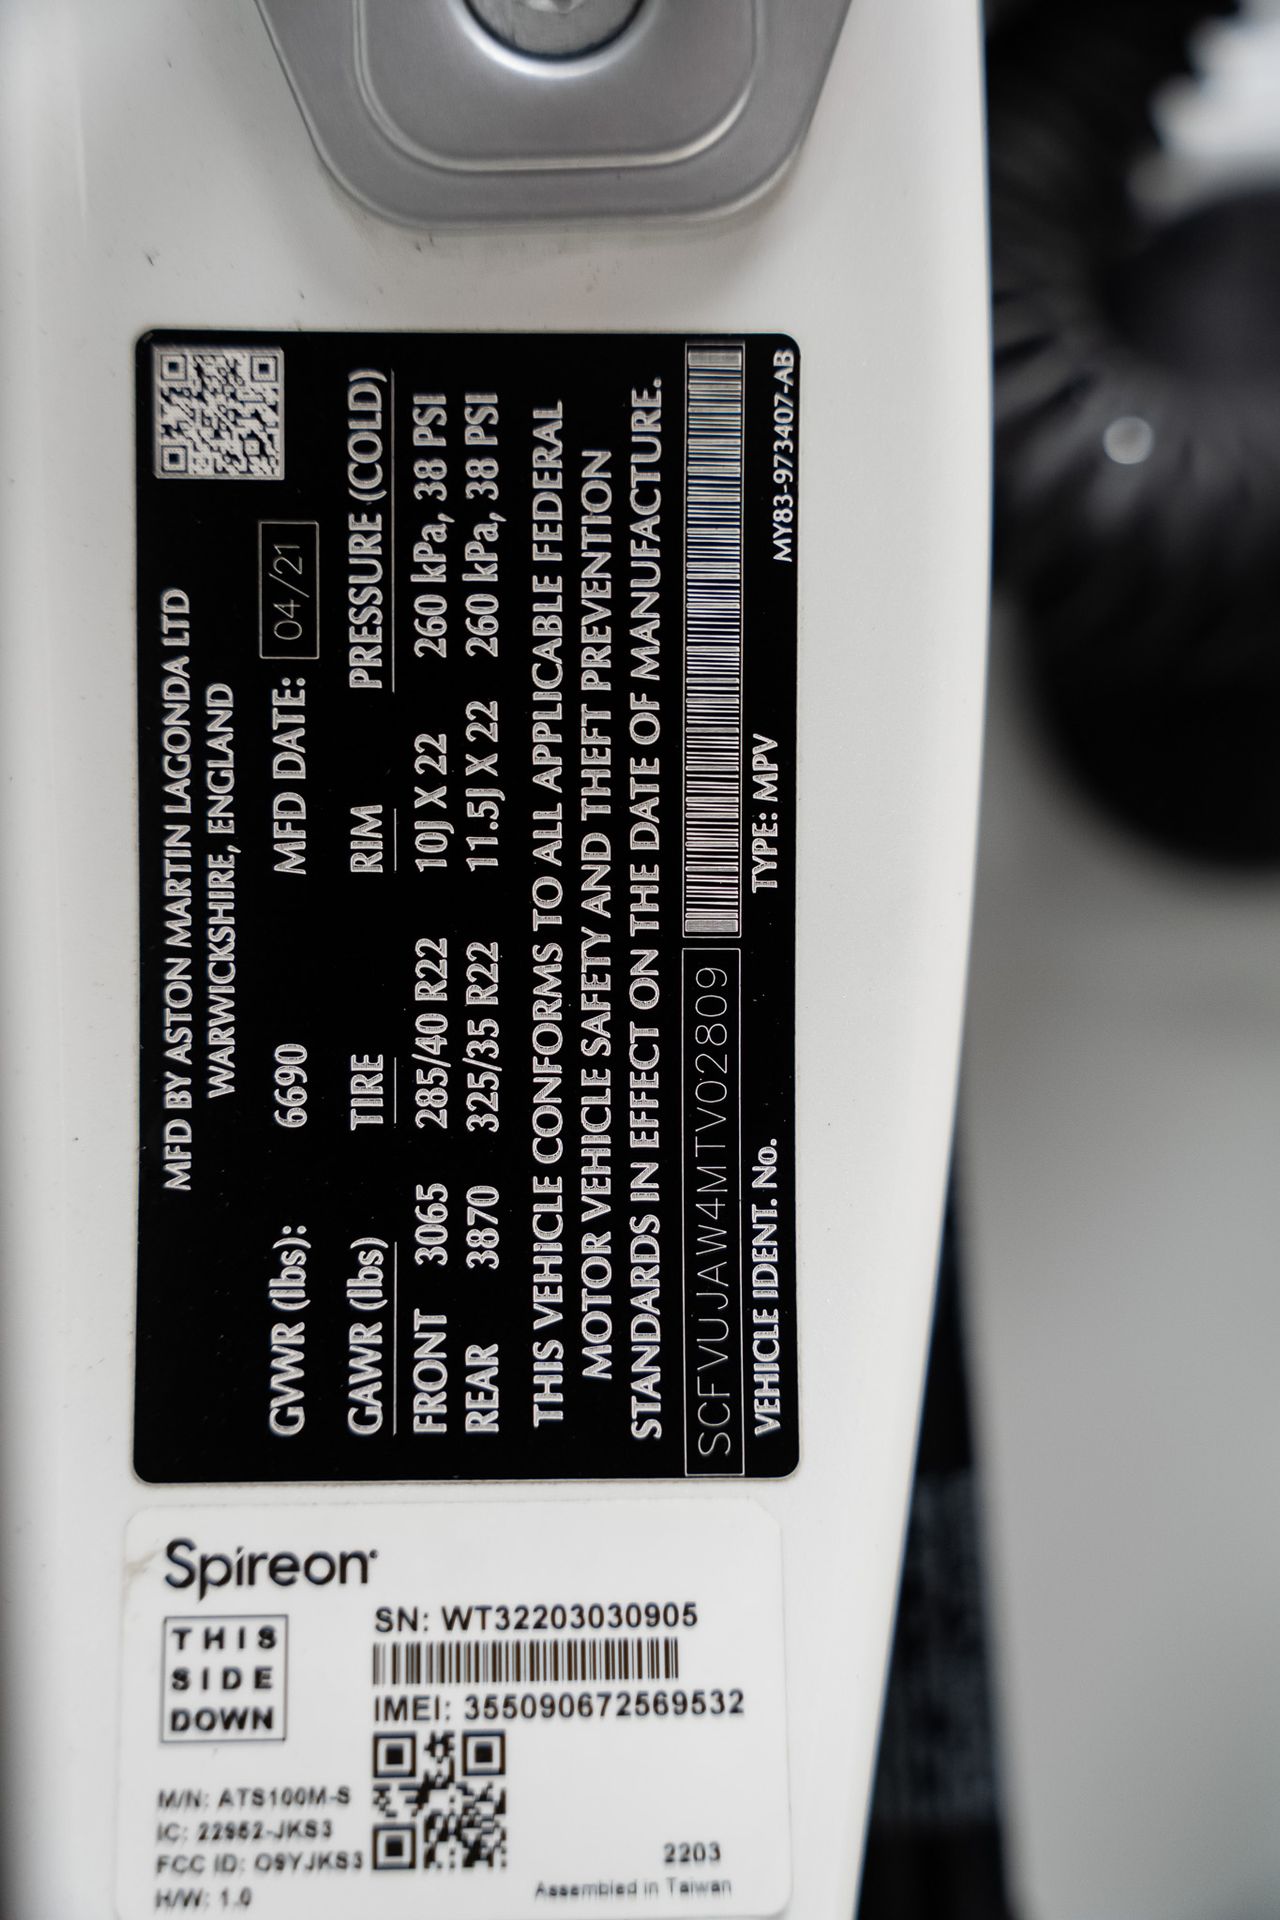 MFD BY ASTON MARTIN LAGONDA LTD
WARWICKSHIRE, ENGLAND
GVWR (lbs): 6690 MFD DATE: 04/21
GAWR (lbs) TIRE RIM PRESSURE (COLD)
FRONT 3065 285/40 R22 10J X 22 260 kPa, 38 PSI
REAR 3870 325/35 R22 11.5J X 22 260 kPa, 38 PSI
THIS VEHICLE CONFORMS TO ALL APPLICABLE FEDERAL
MOTOR VEHICLE SAFETY AND THEFT PREVENTION
STANDARDS IN EFFECT ON THE DATE OF MANUFACTURE.
SCFVUJAW4MTV02809
VEHICLE IDENT. No. TYPE: MPV MY83-973407-AB
Spireon
THIS
SIDE
DOWN
SN: WT32203030905
IMEI: 355090672569532
M/N: ATS100M-S
IC: 22952-JKS3
FCC ID: O9YJKS3
H/W: 1.0
2203
Assembled in Taiwan